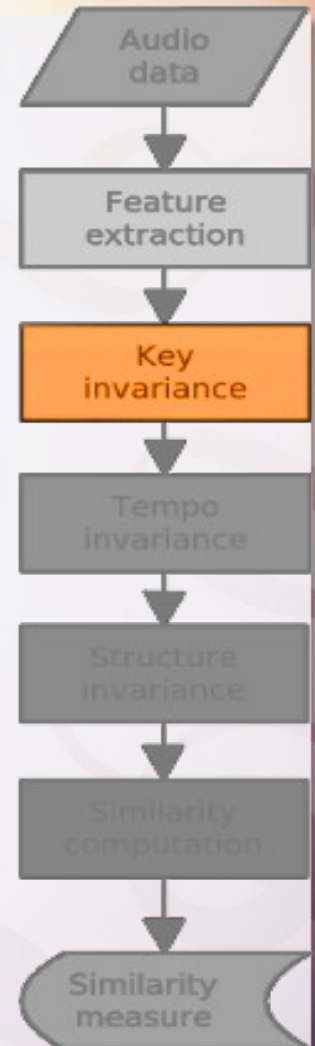 Audio
data
Feature
extraction
Key
invariance
Tempo
invariance
Structure
invariance
Similarity
computation
Similarity
measure